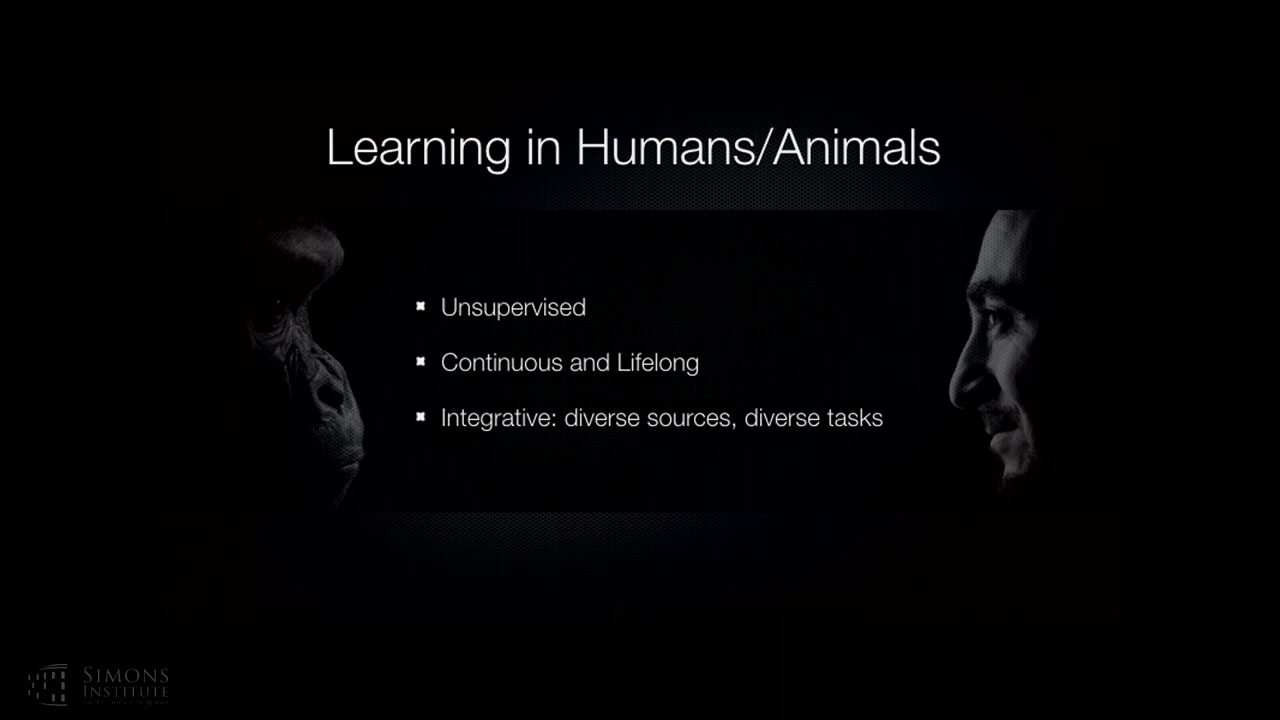 Learning in Humans/Animals
Unsupervised
Continuous and Lifelong
Integrative: diverse sources, diverse tasks
SIMONS
INSTITUTE